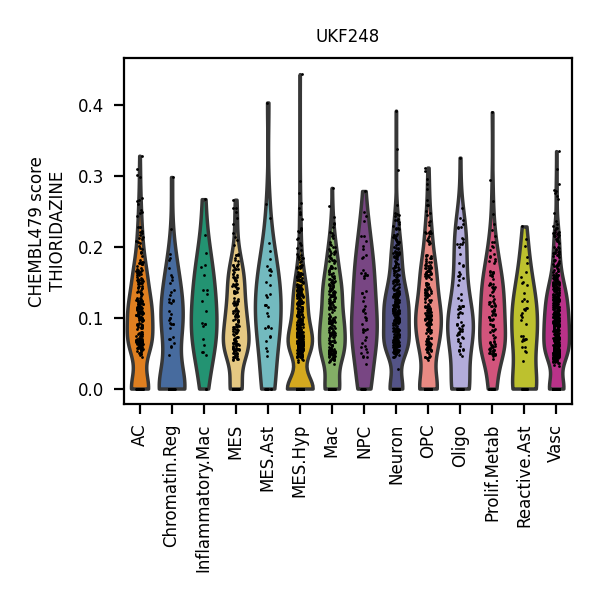 UKF248
CHEMBL479 score
THIORIDAZINE
0.4
0.3
0.2
0.1
0.0
AC
Chromatin.Reg
Inflammatory.Mac
MES
MES.Ast
MES.Hyp
Mac
NPC
Neuron
OPC
Oligo
Prolif.Metab
Reactive.Ast
Vasc